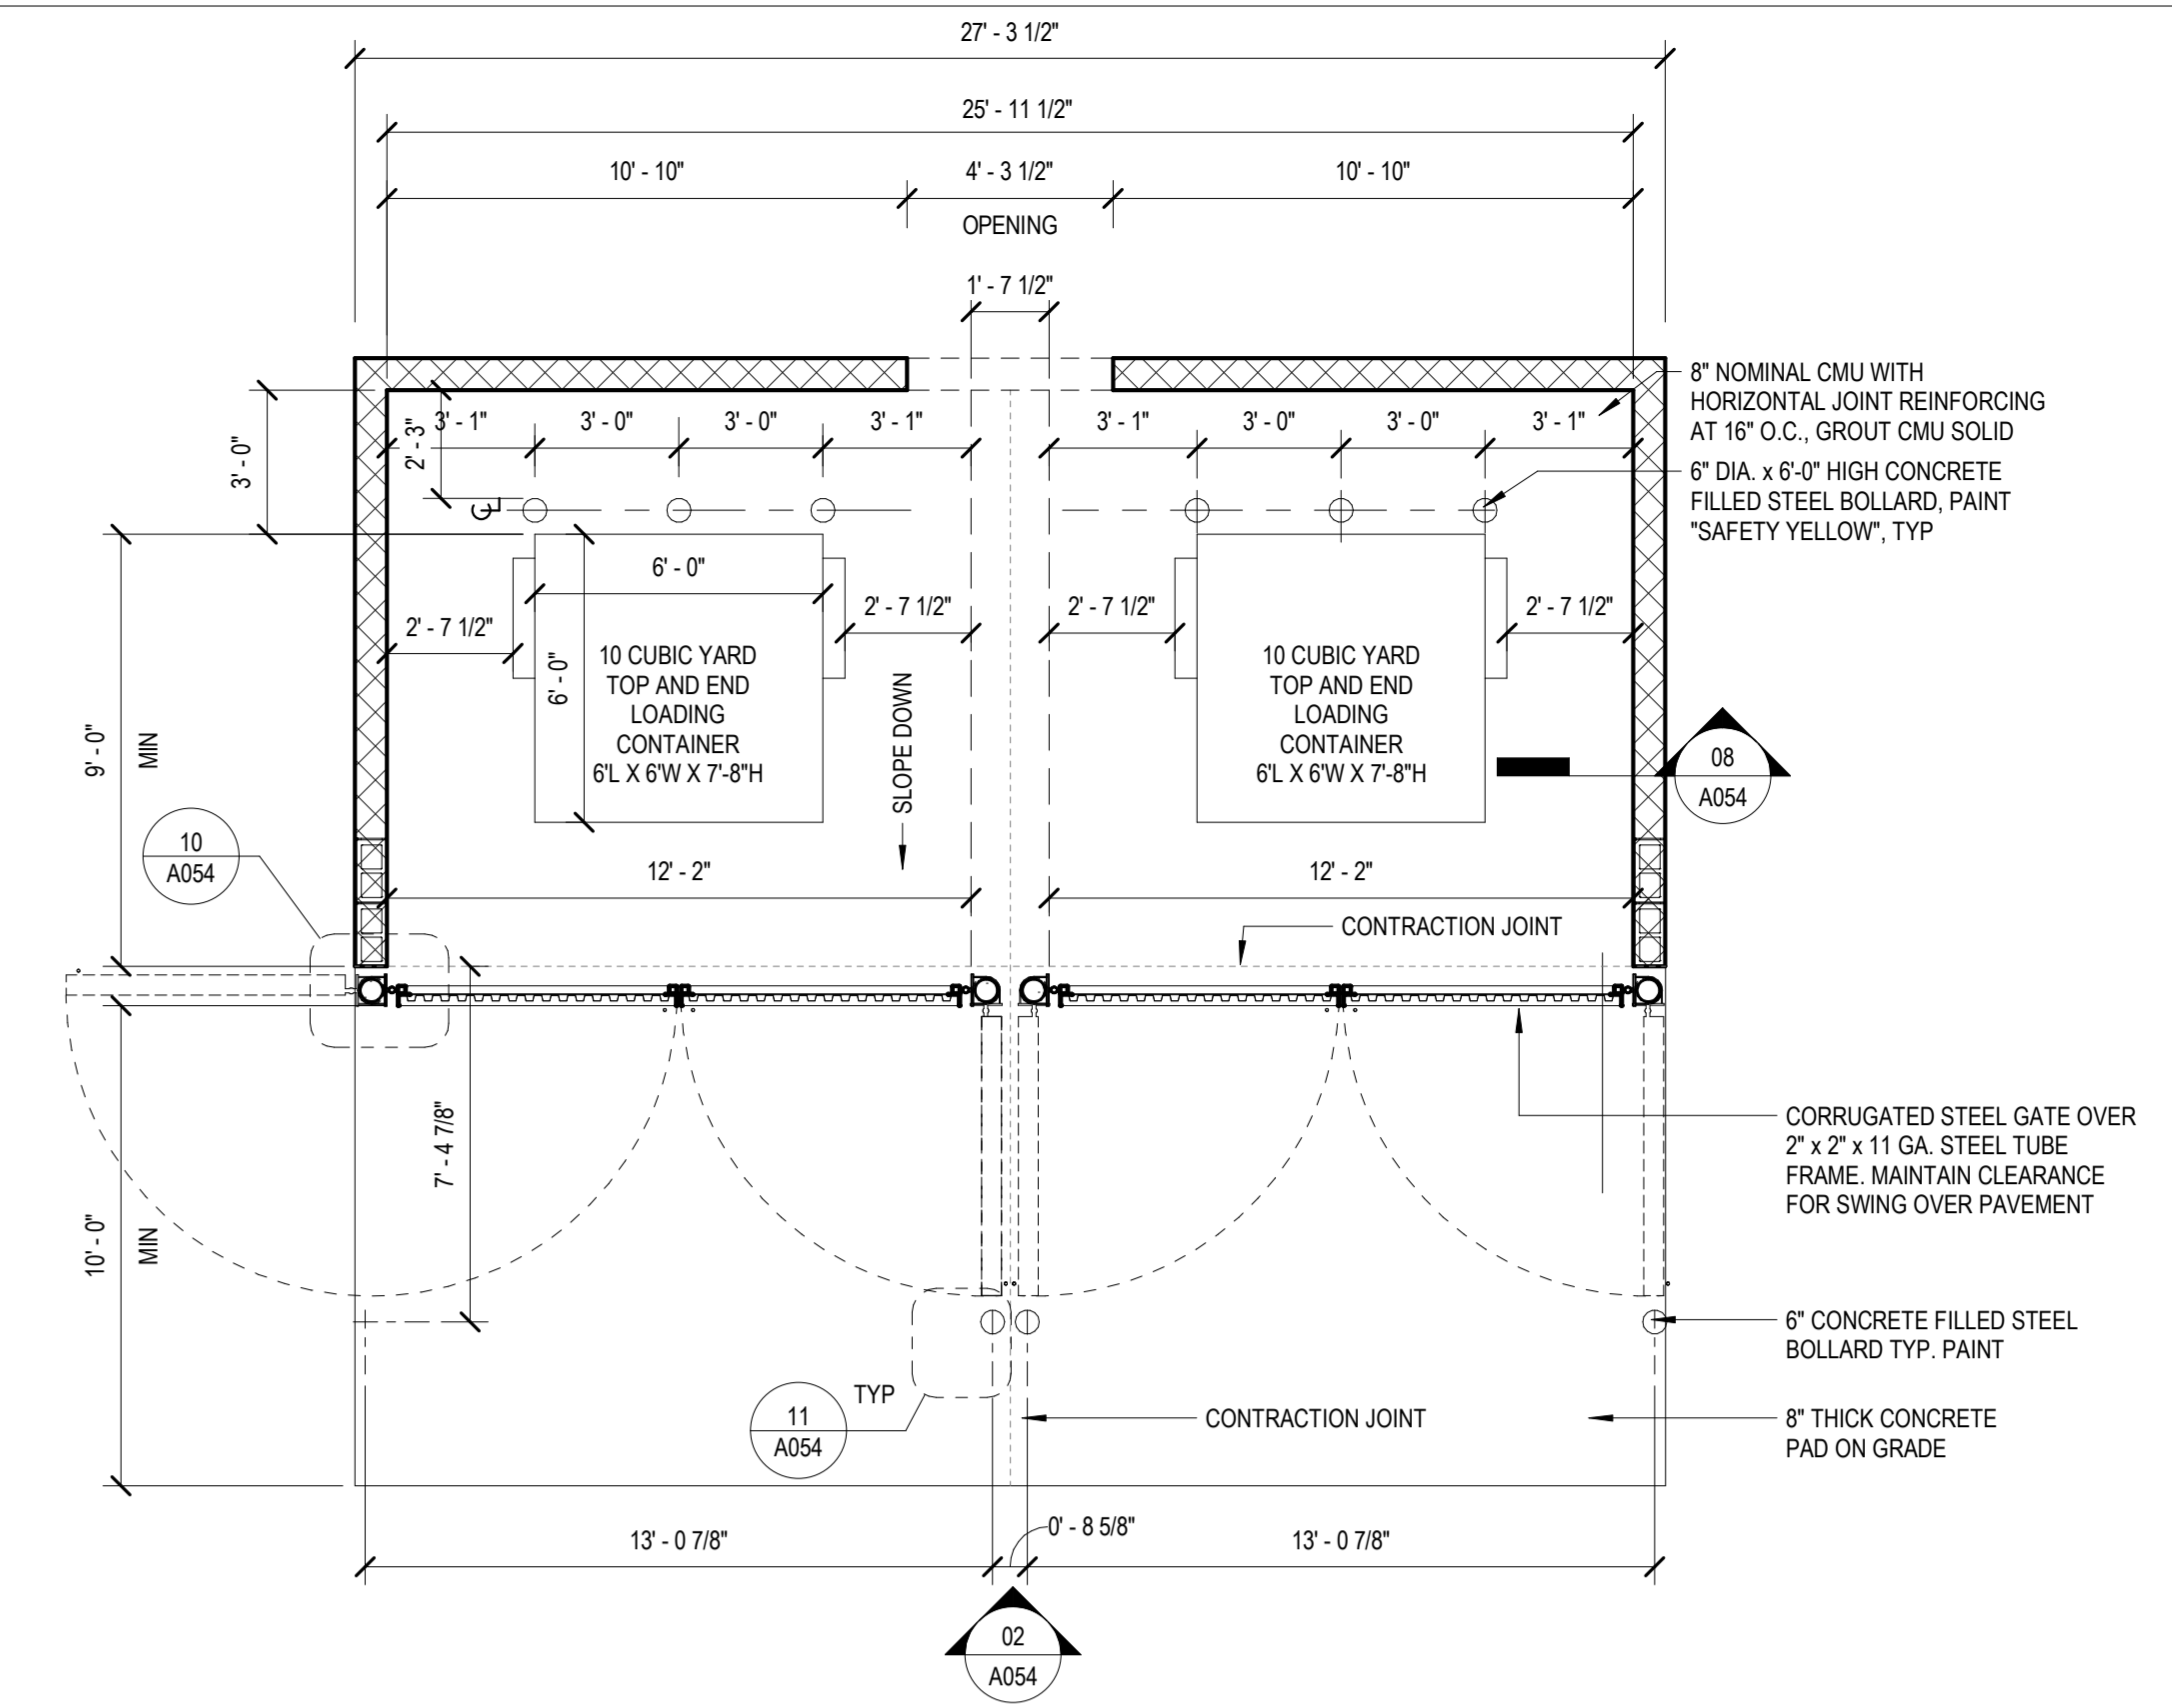 27' - 3 1/2"
25' - 11 1/2"
10' - 10"
4' - 3 1/2"
10' - 10"
OPENING
1' - 7 1/2"
8" NOMINAL CMU WITH
HORIZONTAL JOINT REINFORCING
AT 16" O.C., GROUT CMU SOLID
3' - 0"
2' - 3"
3' - 1"
3' - 0"
3' - 0"
3' - 1"
3' - 1"
3' - 0"
3' - 0"
3' - 1"
6" DIA. x 6'-0" HIGH CONCRETE
FILLED STEEL BOLLARD, PAINT
"SAFETY YELLOW", TYP
CL
6' - 0"
2' - 7 1/2"
2' - 7 1/2"
2' - 7 1/2"
2' - 7 1/2"
6' - 0"
10 CUBIC YARD
TOP AND END
LOADING
CONTAINER
6'L X 6'W X 7'-8"H
SLOPE DOWN
10 CUBIC YARD
TOP AND END
LOADING
CONTAINER
6'L X 6'W X 7'-8"H
9' - 0"
MIN
08
A054
10
A054
12' - 2"
12' - 2"
CONTRACTION JOINT
7' - 4 7/8"
10' - 0"
MIN
CORRUGATED STEEL GATE OVER
2" x 2" x 11 GA. STEEL TUBE
FRAME. MAINTAIN CLEARANCE
FOR SWING OVER PAVEMENT
6" CONCRETE FILLED STEEL
BOLLARD TYP. PAINT
TYP
11
A054
CONTRACTION JOINT
8" THICK CONCRETE
PAD ON GRADE
13' - 0 7/8"
0' - 8 5/8"
13' - 0 7/8"
02
A054